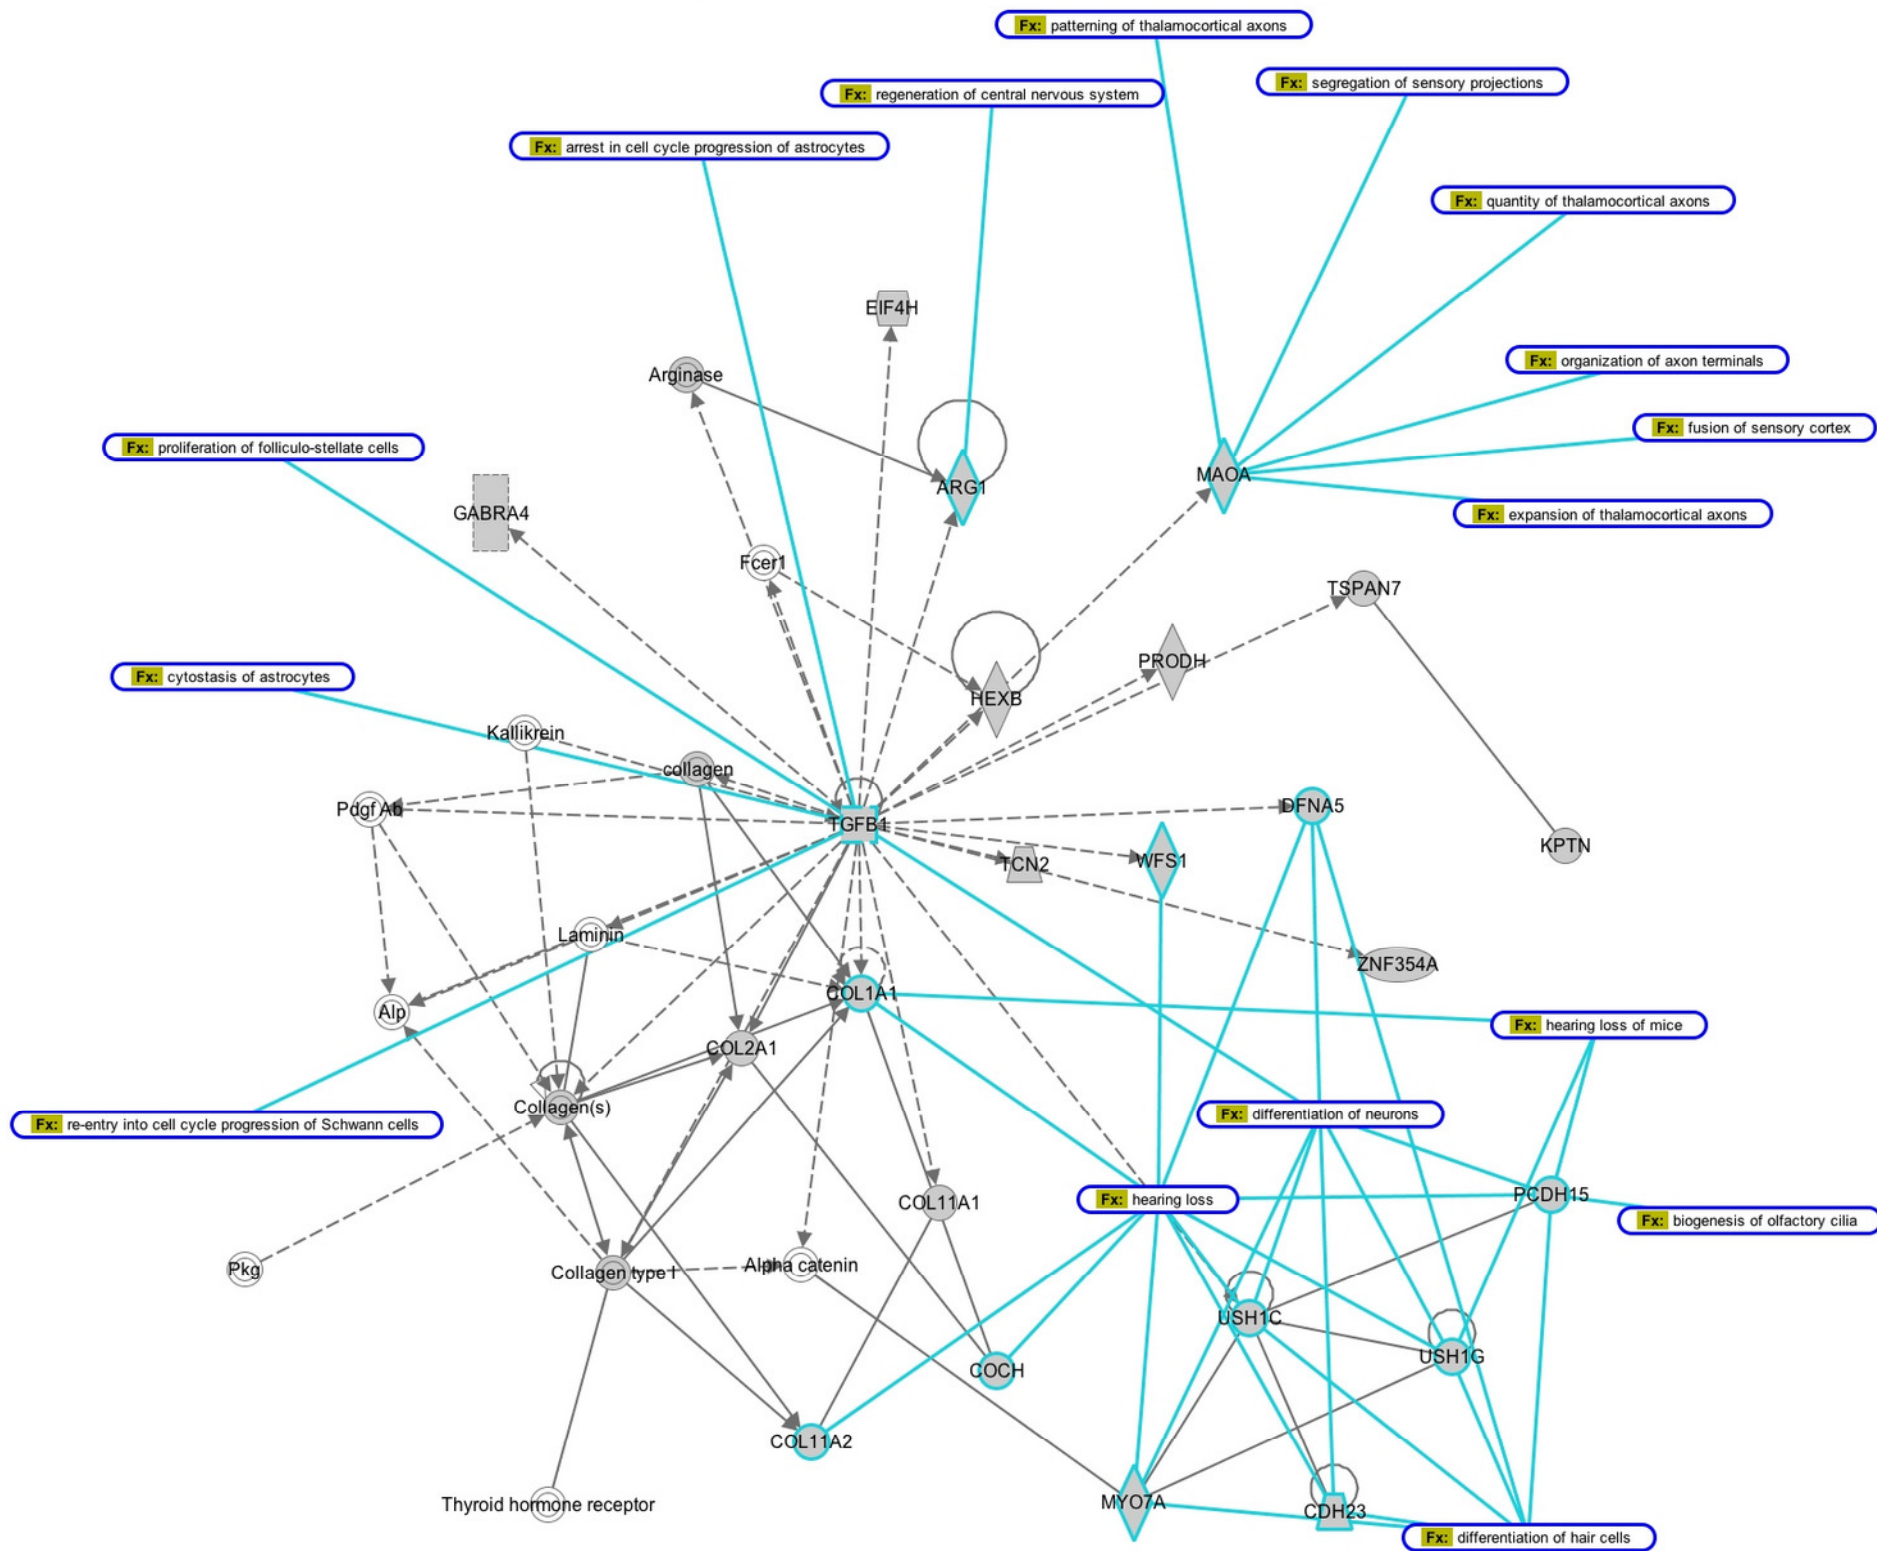 Fx: patterning of thalamocortical axons
Fx: segregation of sensory projections
Fx: regeneration of central nervous system
Fx: arrest in cell cycle progression of astrocytes
Fx: quantity of thalamocortical axons
EIF4H
Fx: organization of axon terminals
Arginase
Fx: fusion of sensory cortex
Fx: proliferation of folliculo-stellate cells
MAOA
ARG1
GABRA4
Fx: expansion of thalamocortical axons
Fcer1
TSPAN7
PRODH
Fx: cytostasis of astrocytes
HEXB
Kallikrein
collagen
Pdgf Ab
DFNA5
TGFB1
KPTN
WFS1
TCN2
Laminin
ZNF354A
COL1A1
Alp
Fx: hearing loss of mice
COL2A1
Collagen(s)
Fx: differentiation of neurons
Fx: re-entry into cell cycle progression of Schwann cells
PCDH15
Fx: hearing loss
COL11A1
Fx: biogenesis of olfactory cilia
Alpha catenin
Pkg
Collagen type I
USH1C
USH1G
COCH
COL11A2
MYO7A
Thyroid hormone receptor
CDH23
Fx: differentiation of hair cells